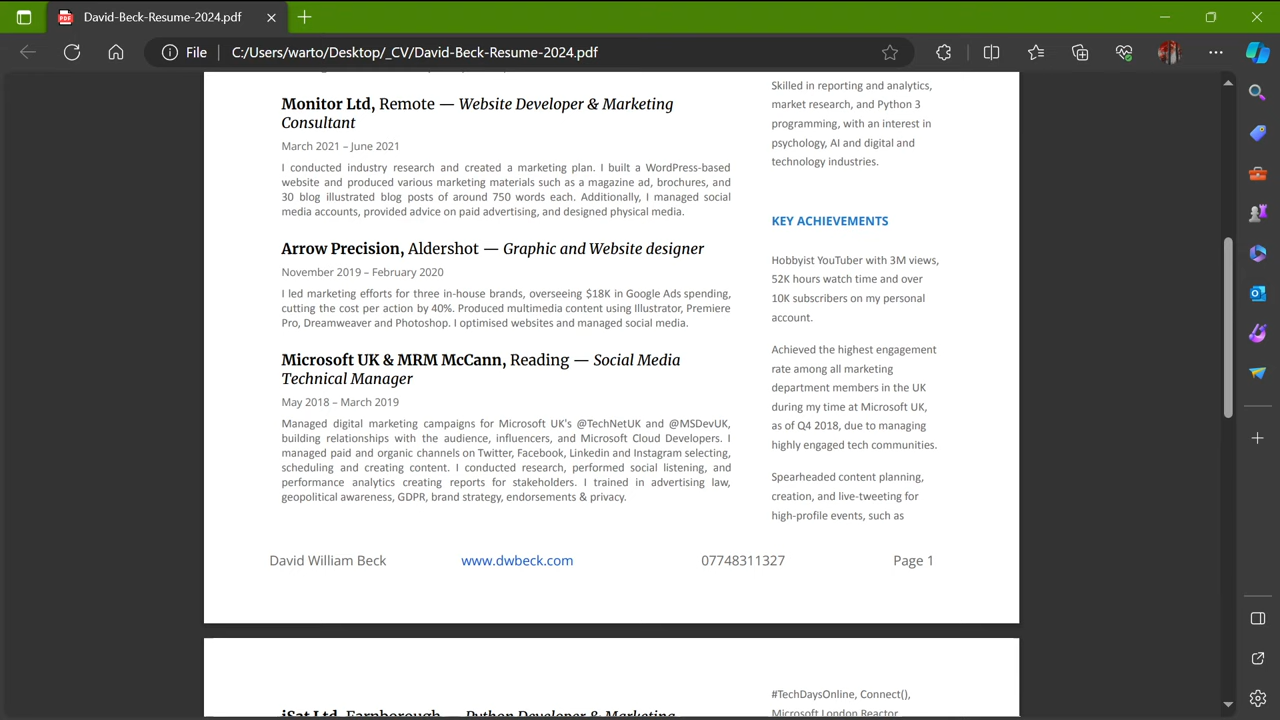 David-Beck-Resume-2024.pdf
File
C:/Users/warto/Desktop/_CV/David-Beck-Resume-2024.pdf
Monitor Ltd, Remote — Website Developer & Marketing
Consultant
March 2021 – June 2021
I conducted industry research and created a marketing plan. I built a WordPress-based
website and produced various marketing materials such as a magazine ad, brochures, and
30 blog illustrated blog posts of around 750 words each. Additionally, I managed social
media accounts, provided advice on paid advertising, and designed physical media.
Arrow Precision, Aldershot — Graphic and Website designer
November 2019 – February 2020
I led marketing efforts for three in-house brands, overseeing $18K in Google Ads spending,
cutting the cost per action by 40%. Produced multimedia content using Illustrator, Premiere
Pro, Dreamweaver and Photoshop. I optimised websites and managed social media.
Microsoft UK & MRM McCann, Reading — Social Media
Technical Manager
May 2018 – March 2019
Managed digital marketing campaigns for Microsoft UK's @TechNetUK and @MSDevUK,
building relationships with the audience, influencers, and Microsoft Cloud Developers. I
managed paid and organic channels on Twitter, Facebook, Linkedin and Instagram selecting,
scheduling and creating content. I conducted research, performed social listening, and
performance analytics creating reports for stakeholders. I trained in advertising law,
geopolitical awareness, GDPR, brand strategy, endorsements & privacy.
Skilled in reporting and analytics,
market research, and Python 3
programming, with an interest in
psychology, AI and digital and
technology industries.
KEY ACHIEVEMENTS
Hobbyist YouTuber with 3M views,
52K hours watch time and over
10K subscribers on my personal
account.
Achieved the highest engagement
rate among all marketing
department members in the UK
during my time at Microsoft UK,
as of Q4 2018, due to managing
highly engaged tech communities.
Spearheaded content planning,
creation, and live-tweeting for
high-profile events, such as
David William Beck
www.dwbeck.com
07748311327
Page 1
iSat Ltd, Farnborough — Python Developer & Marketing
#TechDaysOnline, Connect(),
Microsoft London Reactor